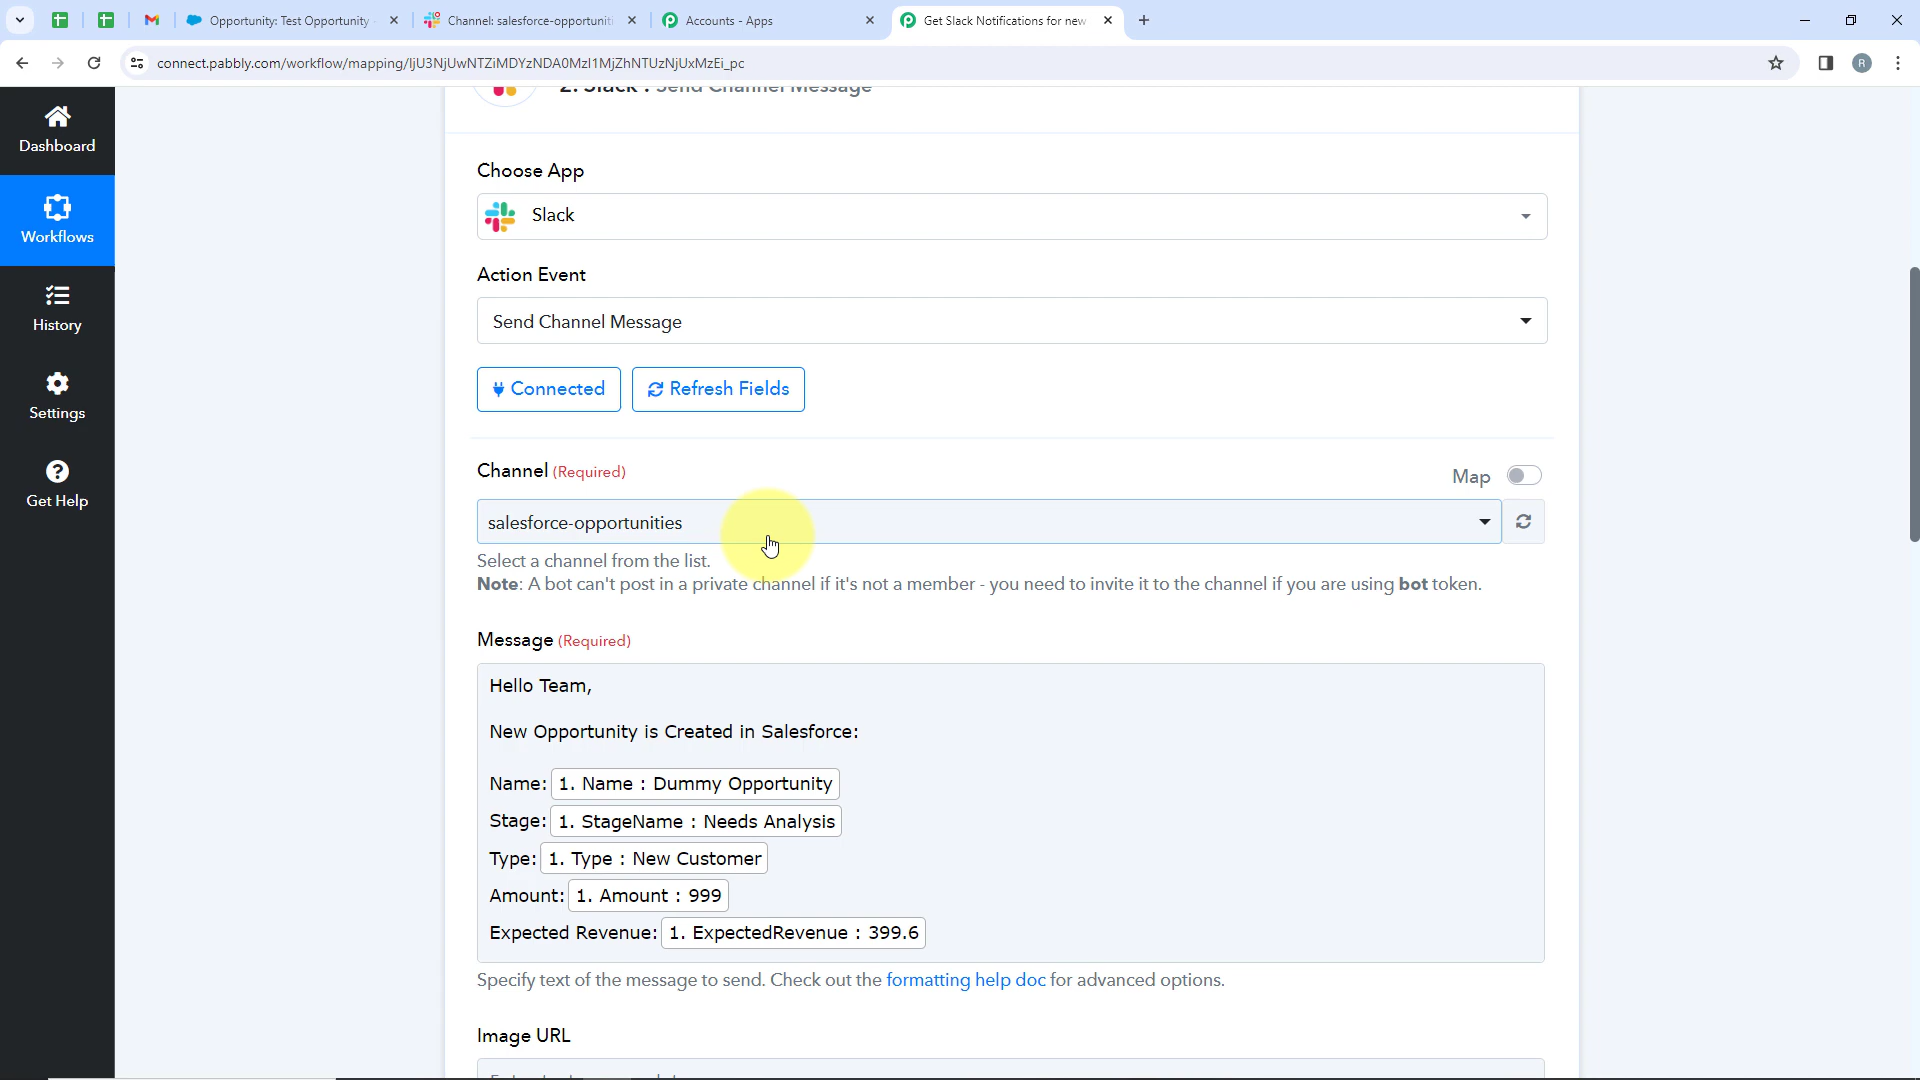 Opportunity: Test Opportunity
Channel: salesforce-opportuniti
Accounts - Apps
Get Slack Notifications for new
connect.pabbly.com/workflow/mapping/IjU3NjUwNTZiMDYzNDA0MzI1MjZhNTUzNjUxMzEi_pc
R
2. Slack : Send Channel Message
Dashboard
Workflows
History
Settings
Get Help
Choose App
Slack
Action Event
Send Channel Message
Connected
Refresh Fields
Channel (Required)
Map
salesforce-opportunities
Select a channel from the list.
Note: A bot can't post in a private channel if it's not a member - you need to invite it to the channel if you are using bot token.
Message (Required)
Hello Team,
New Opportunity is Created in Salesforce:
Name: 1. Name : Dummy Opportunity
Stage: 1. StageName : Needs Analysis
Type: 1. Type : New Customer
Amount: 1. Amount : 999
Expected Revenue: 1. ExpectedRevenue : 399.6
Specify text of the message to send. Check out the formatting help doc for advanced options.
Image URL